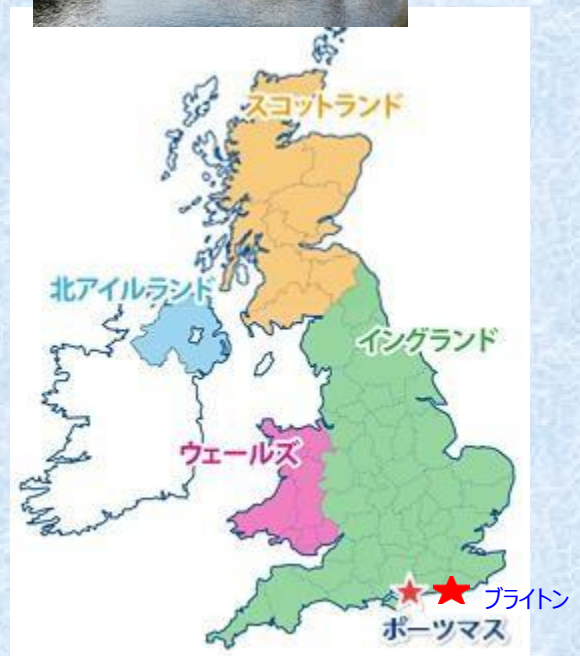 スコットランド
北アイルランド
イングランド
ウェールズ
ブライトン
ポーツマス